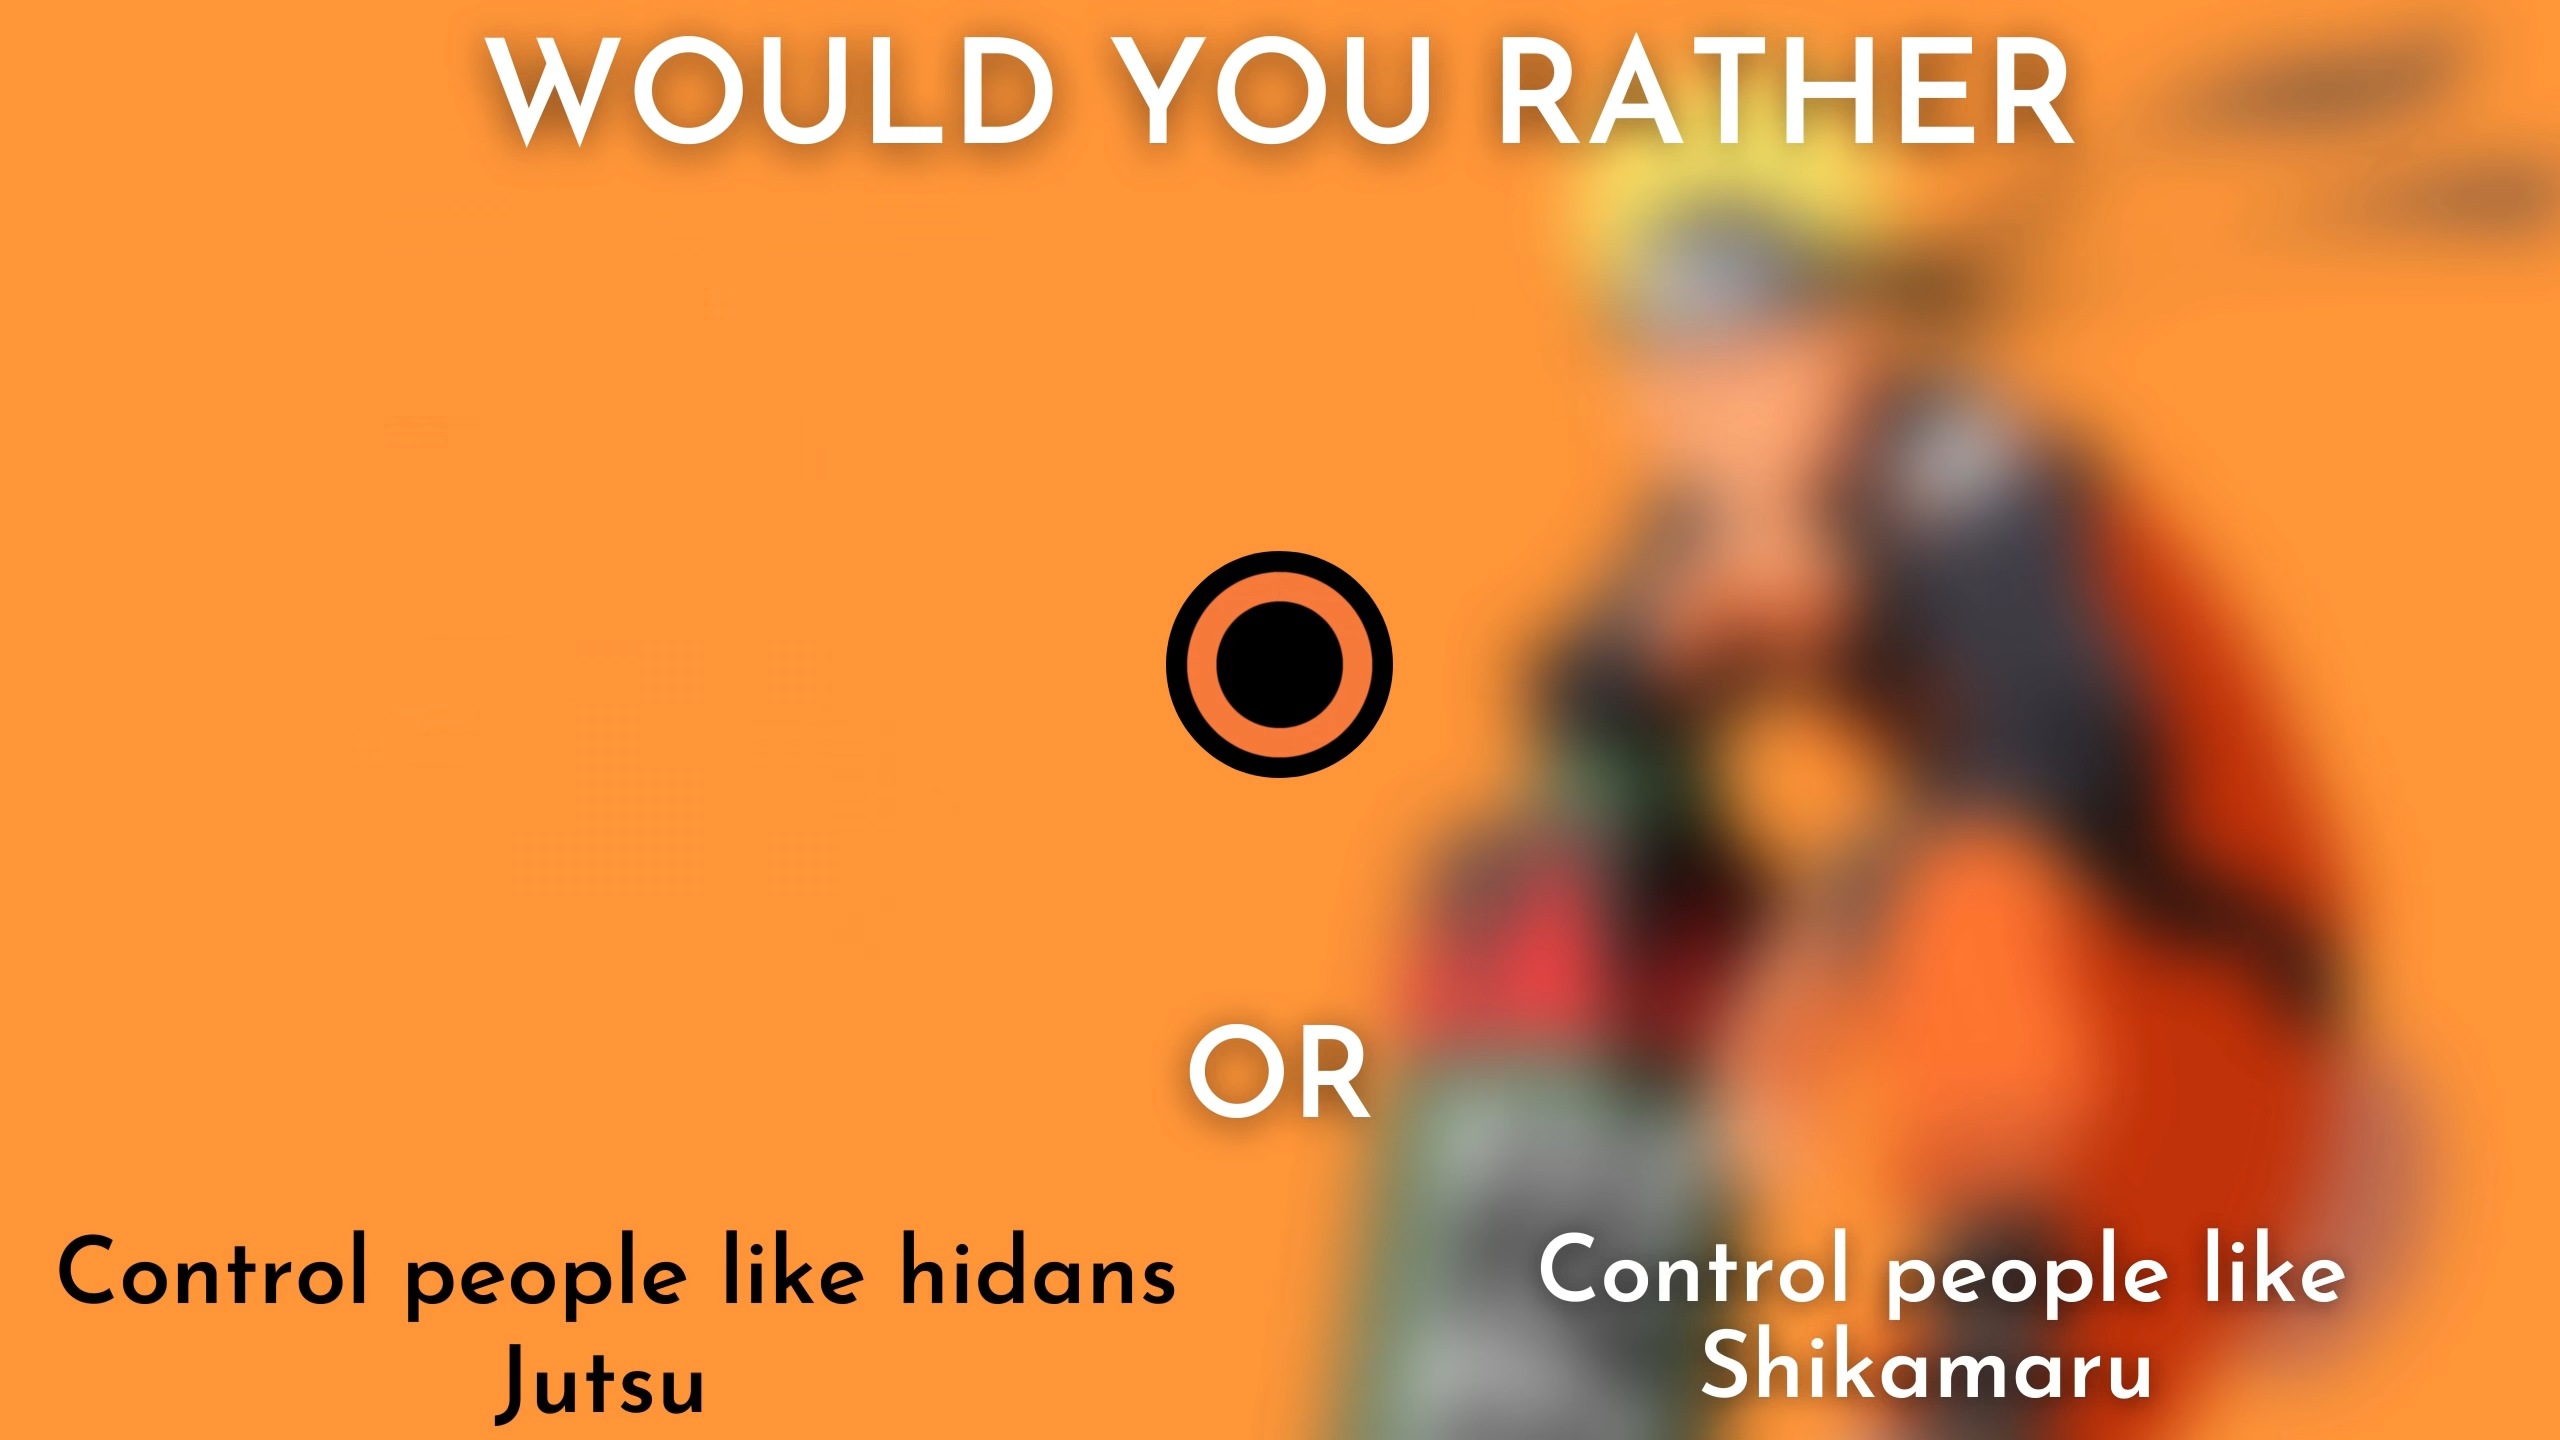 WOULD YOU RATHER
OR
Control people like hidans
Jutsu
Control people like
Shikamaru